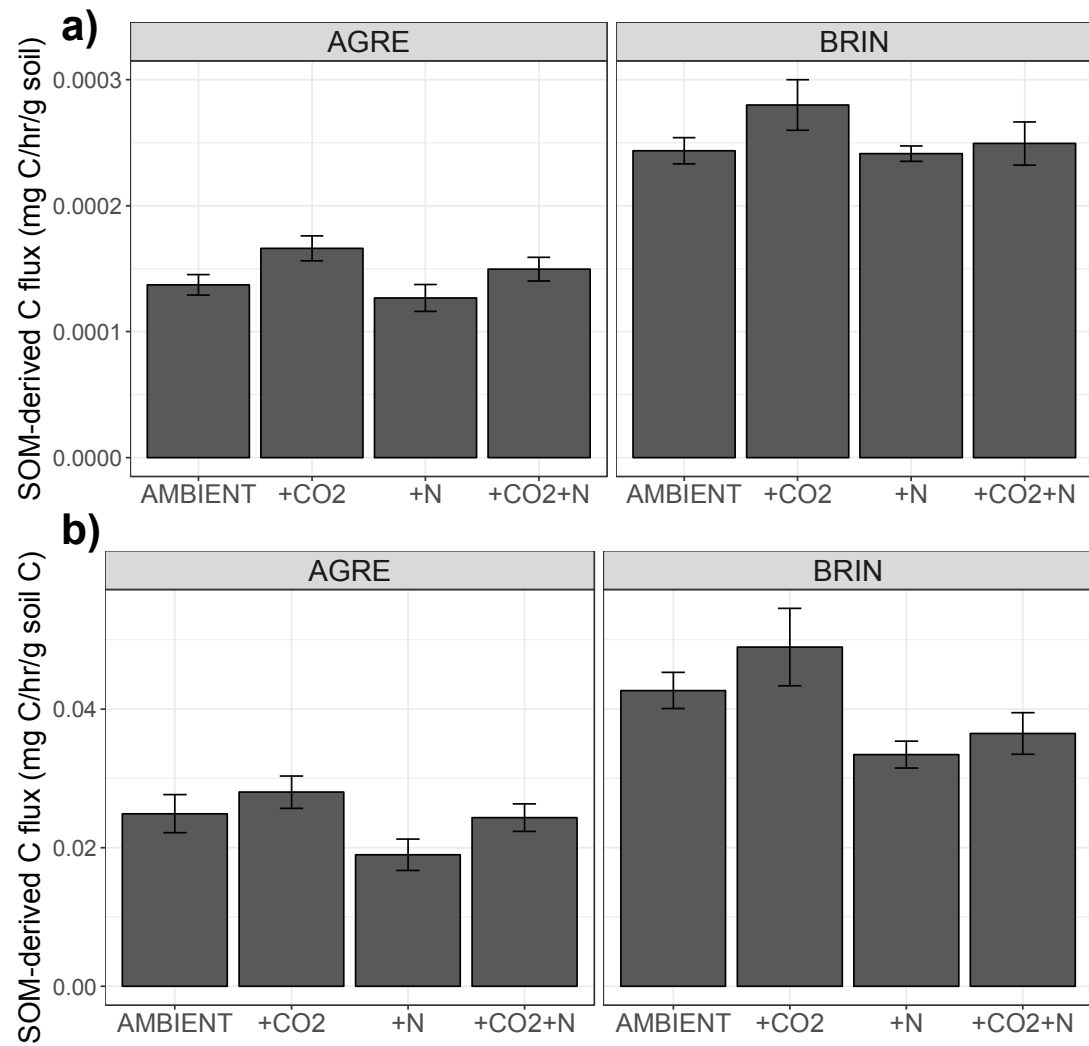 a)
AGRE BRIN
SOM-derived C flux (mg C/hr/g soil)
0.0003
0.0002
0.0001
0.0000
AMBIENT +CO2 +N +CO2+N AMBIENT +CO2 +N +CO2+N
b)
AGRE BRIN
SOM-derived C flux (mg C/hr/g soil C)
0.04
0.02
0.00
AMBIENT +CO2 +N +CO2+N AMBIENT +CO2 +N +CO2+N